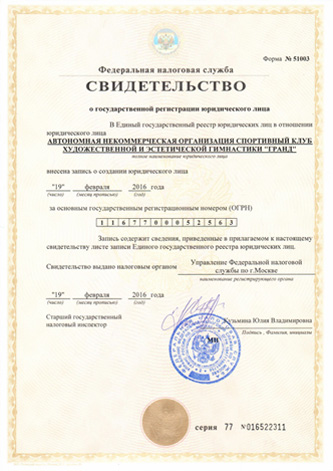 Форма № 51003
Федеральная налоговая служба
СВИДЕТЕЛЬСТВО
о государственной регистрации юридического лица
В Единый государственный реестр юридических лиц в отношении
юридического лица
АВТОНОМНАЯ НЕКОММЕРЧЕСКАЯ ОРГАНИЗАЦИЯ СПОРТИВНЫЙ КЛУБ
ХУДОЖЕСТВЕННОЙ И ЭСТЕТИЧЕСКОЙ ГИМНАСТИКИ "ГРАНД"
полное наименование юридического лица
внесена запись о создании юридического лица
"19" февраля 2016 года
(дата) (месяц прописью) (год)
за основным государственным регистрационным номером (ОГРН)
1 1 6 7 7 0 0 0 5 2 5 6 3
Запись содержит сведения, приведенные в прилагаемом к настоящему
свидетельству листе записи Единого государственного реестра юридических лиц.
Свидетельство выдано налоговым органом Управление Федеральной налоговой
службы по г.Москве
наименование регистрирующего органа
"19" февраля 2016 года
(дата) (месяц прописью) (год)
Старший государственный
налоговый инспектор
Кузьмина Юлия Владимировна
Подпись, Фамилия, инициалы
МП
серия 77 №016522311